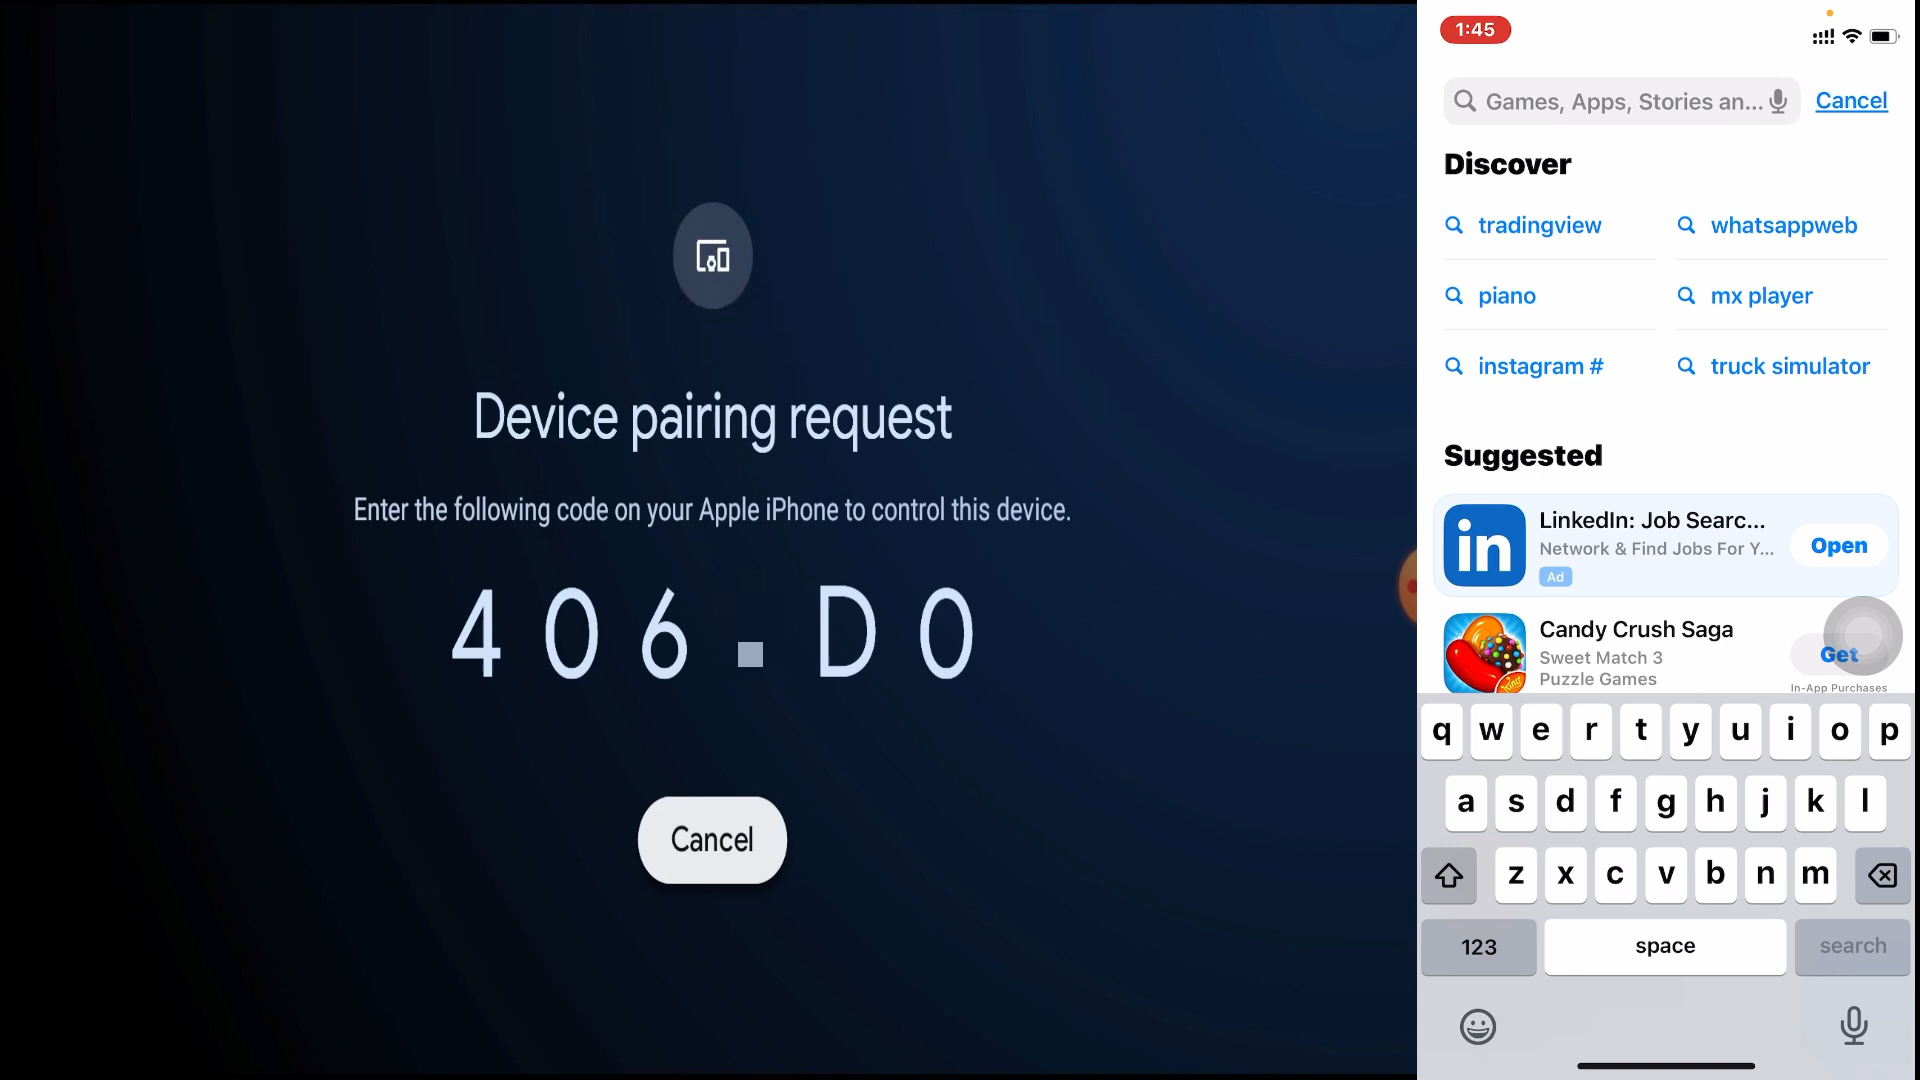 Device pairing request
Enter the following code on your Apple iPhone to control this device.
4 0 6 . D 0
Cancel
1:45
Games, Apps, Stories an...
Cancel
Discover
tradingview
whatsappweb
piano
mx player
instagram #
truck simulator
Suggested
in
LinkedIn: Job Searc...
Network & Find Jobs For Y...
Ad
Open
Candy Crush Saga
Sweet Match 3
Puzzle Games
Get
In-App Purchases
q w e r t y u i o p
a s d f g h j k l
z x c v b n m
123 space search